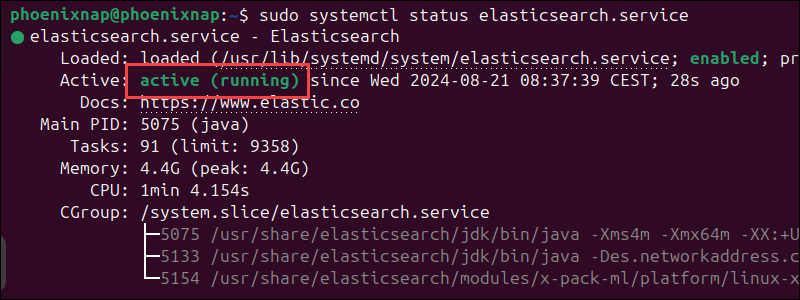 phoenixnap@phoenixnap:~$ sudo systemctl status elasticsearch.service
● elasticsearch.service - Elasticsearch
Loaded: loaded (/usr/lib/systemd/system/elasticsearch.service; enabled; pr
Active: active (running) since Wed 2024-08-21 08:37:39 CEST; 28s ago
Docs: https://www.elastic.co
Main PID: 5075 (java)
Tasks: 91 (limit: 9358)
Memory: 4.4G (peak: 4.4G)
CPU: 1min 4.154s
CGroup: /system.slice/elasticsearch.service
├─5075 /usr/share/elasticsearch/jdk/bin/java -Xms4m -Xmx64m -XX:+U
├─5133 /usr/share/elasticsearch/jdk/bin/java -Des.networkaddress.c
└─5154 /usr/share/elasticsearch/modules/x-pack-ml/platform/linux-x